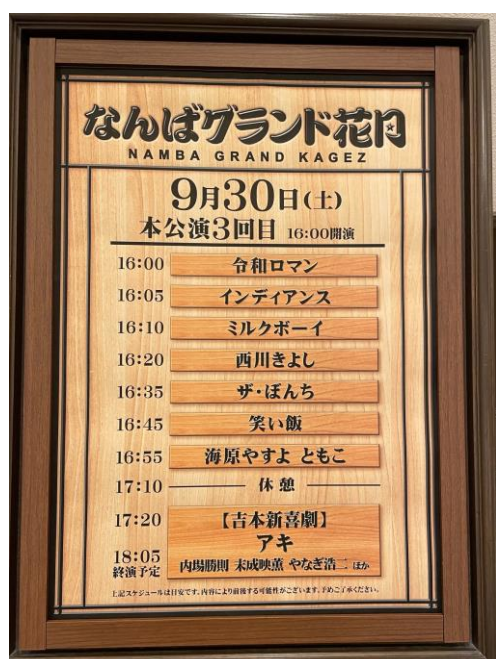 なんばグランド花月
NAMBA GRAND KAGEZ
9月30日(土)
本公演3回目 16:00開演
16:00 令和ロマン
16:05 インディアンス
16:10 ミルクボーイ
16:20 西川きよし
16:35 ザ・ぼんち
16:45 笑い飯
16:55 海原やすよ ともこ
17:10 休憩
17:20 【吉本新喜劇】
アキ
18:05 内場勝則 末成映薫 やなぎ浩二 ほか
終演予定
上記スケジュールは目安です。内容により前後する可能性がございます。予めご了承ください。